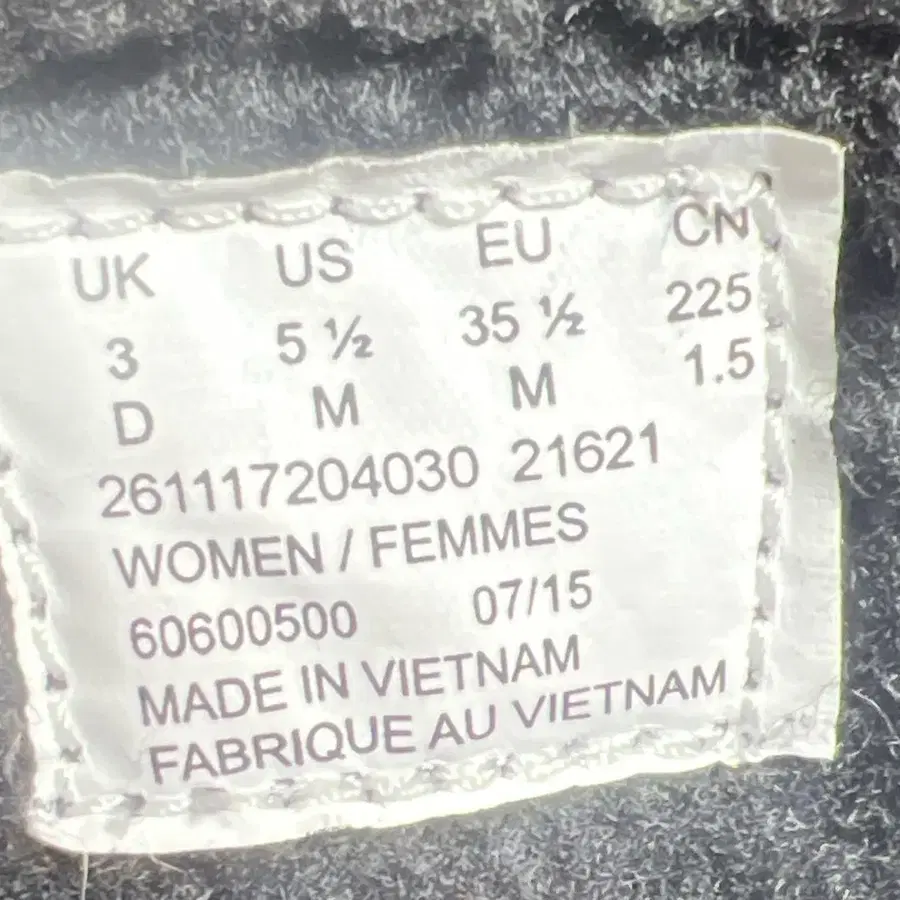 UK US EU CN
3 5 ½ 35 ½ 225
D M M 1.5
261117204030 21621
WOMEN / FEMMES
60600500 07/15
MADE IN VIETNAM
FABRIQUE AU VIETNAM